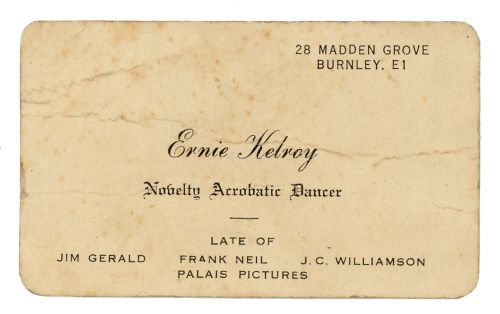 28 MADDEN GROVE
BURNLEY, E1
Ernie Kelroy
Novelty Acrobatic Dancer
LATE OF
JIM GERALD FRANK NEIL J. C. WILLIAMSON
PALAIS PICTURES